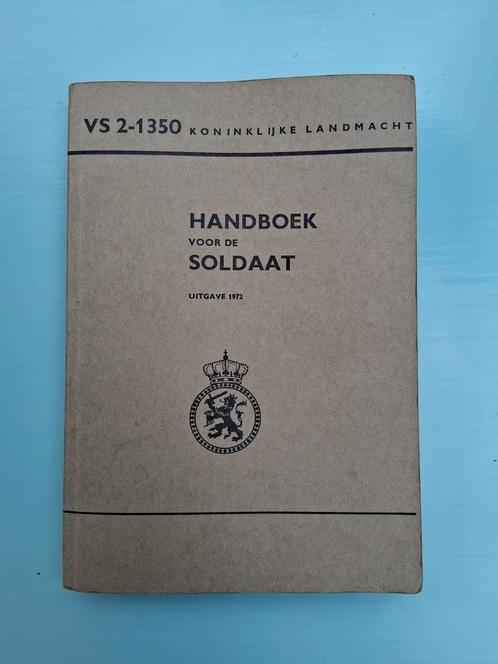 VS 2-1350 KONINKLIJKE LANDMACHT
HANDBOEK
VOOR DE
SOLDAAT
UITGAVE 1972